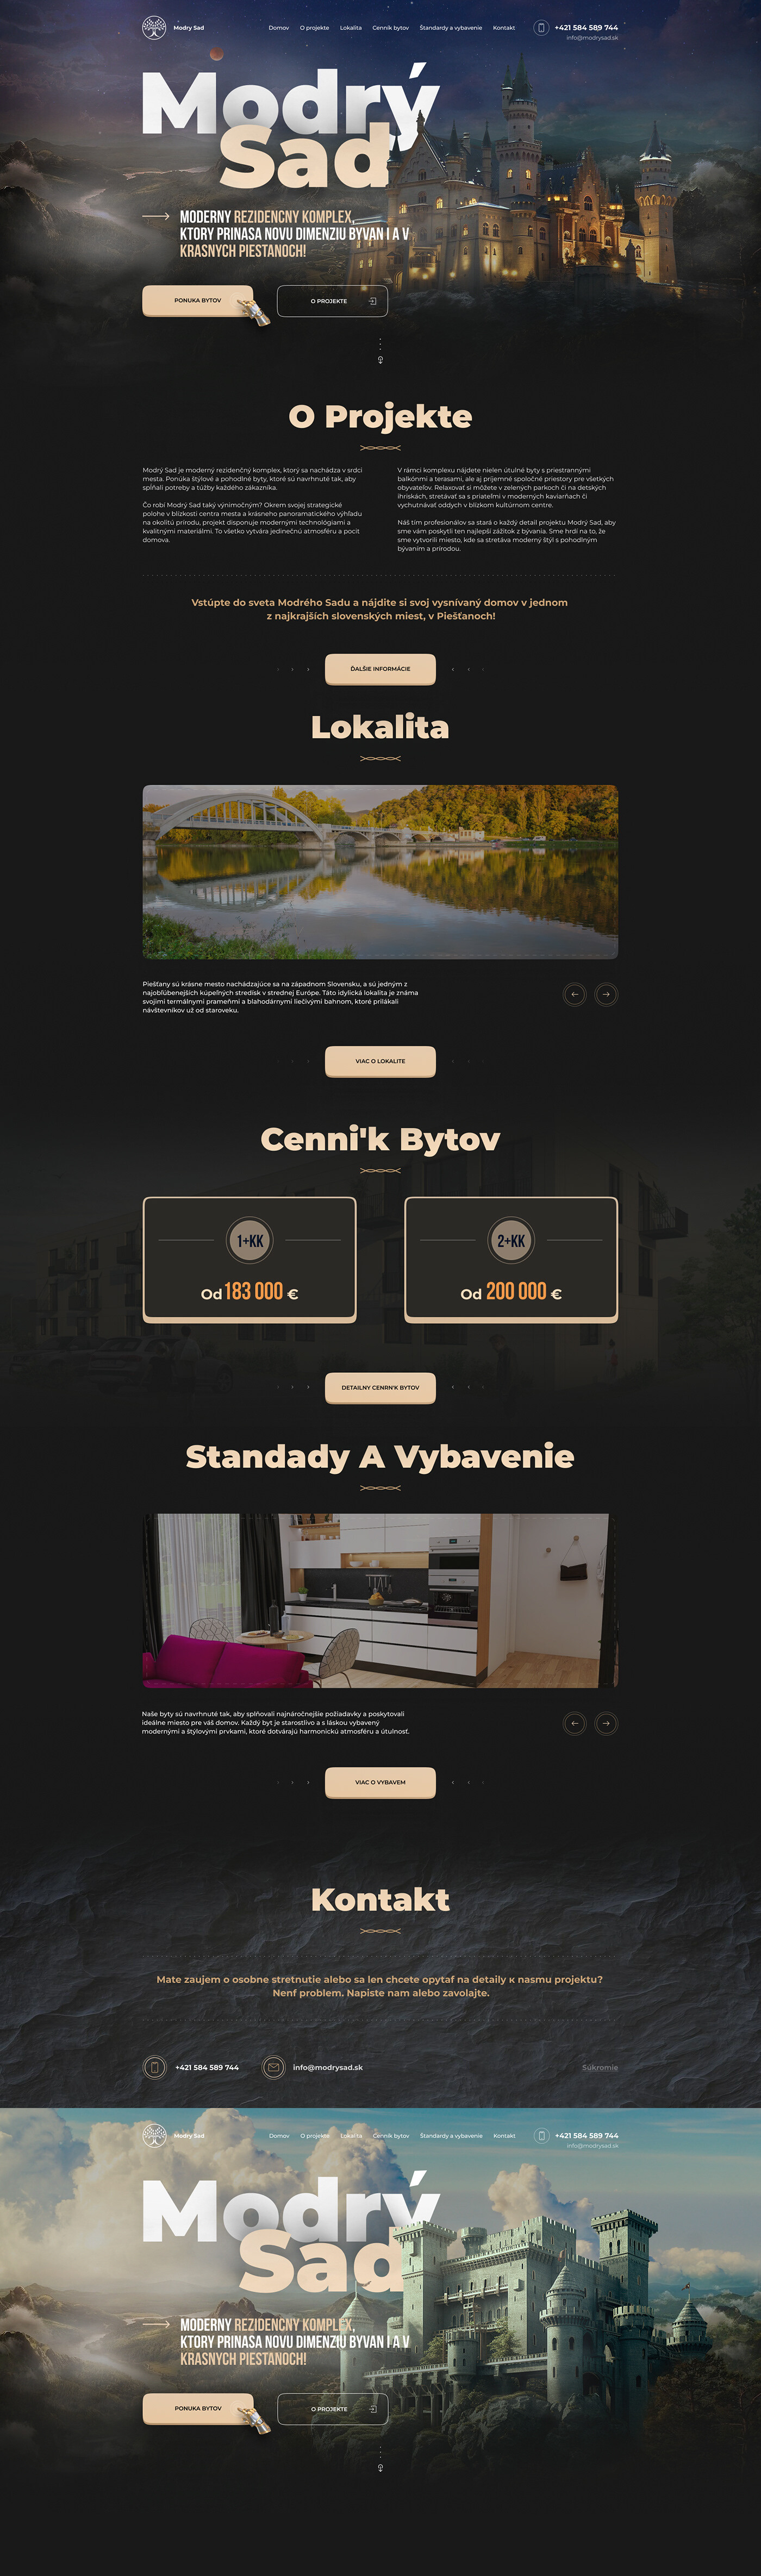 Modry Sad
Domov
O projekte
Lokalita
Cenník bytov
Štandardy a vybavenie
Kontakt
+421 584 589 744
info@modrysad.sk
Modrý
Sad
MODERNY REZIDENCNY KOMPLEX,
KTORY PRINASA NOVU DIMENZIU BYVAN I A V
KRASNYCH PIESTANOCH!
PONUKA BYTOV
O PROJEKTE
O Projekte
Modrý Sad je moderný rezidenčný komplex, ktorý sa nachádza v srdci
mesta. Ponúka štýlové a pohodlné byty, ktoré sú navrhnuté tak, aby
spĺňali potreby a túžby každého zákazníka.
Čo robí Modrý Sad taký výnimočným? Okrem svojej strategické
polohe v blízkosti centra mesta a krásneho panoramatického výhľadu
na okolitú prírodu, projekt disponuje modernými technológiami a
kvalitnými materiálmi. To všetko vytvára jedinečnú atmosféru a pocit
domova.
V rámci komplexu nájdete nielen útulné byty s priestrannými
balkónmi a terasami, ale aj príjemné spoločné priestory pre všetkých
obyvateľov. Relaxovať si môžete v zelených parkoch či na detských
ihriskách, stretávať sa s priateľmi v moderných kaviarňach či
vychutnávať oddych v blízkom kultúrnom centre.
Náš tím profesionálov sa stará o každý detail projektu Modrý Sad, aby
sme vám poskytli ten najlepší zážitok z bývania. Sme hrdí na to, že
sme vytvorili miesto, kde sa stretáva moderný štýl s pohodlným
bývaním a prírodou.
Vstúpte do sveta Modrého Sadu a nájdite si svoj vysnívaný domov v jednom
z najkrajších slovenských miest, v Piešťanoch!
ĎALŠIE INFORMÁCIE
Lokalita
Piešťany sú krásne mesto nachádzajúce sa na západnom Slovensku, a sú jedným z
najobľúbenejších kúpeľných stredísk v strednej Európe. Táto idylická lokalita je známa
svojimi termálnymi prameňmi a blahodárnymi liečivými bahnom, ktoré prilákali
návštevníkov už od staroveku.
VIAC O LOKALITE
Cenni'k Bytov
1+KK
Od 183 000 €
2+KK
Od 200 000 €
DETAILNY CENRN'K BYTOV
Standady A Vybavenie
Naše byty sú navrhnuté tak, aby splňovali najnáročnejšie požiadavky a poskytovali
ideálne miesto pre váš domov. Každý byt je starostlivo a s láskou vybavený
modernými a štýlovými prvkami, ktoré dotvárajú harmonickú atmosféru a útulnosť.
VIAC O VYBAVEM
Kontakt
Mate zaujem o osobne stretnutie alebo sa len chcete opytaf na detaily к nasmu projektu?
Nenf problem. Napiste nam alebo zavolajte.
+421 584 589 744
info@modrysad.sk
Súkromie
Modry Sad
Domov
O projekte
Lokalita
Cenník bytov
Štandardy a vybavenie
Kontakt
+421 584 589 744
info@modrysad.sk
Modrý
Sad
MODERNY REZIDENCNY KOMPLEX,
KTORY PRINASA NOVU DIMENZIU BYVAN I A V
KRASNYCH PIESTANOCH!
PONUKA BYTOV
O PROJEKTE